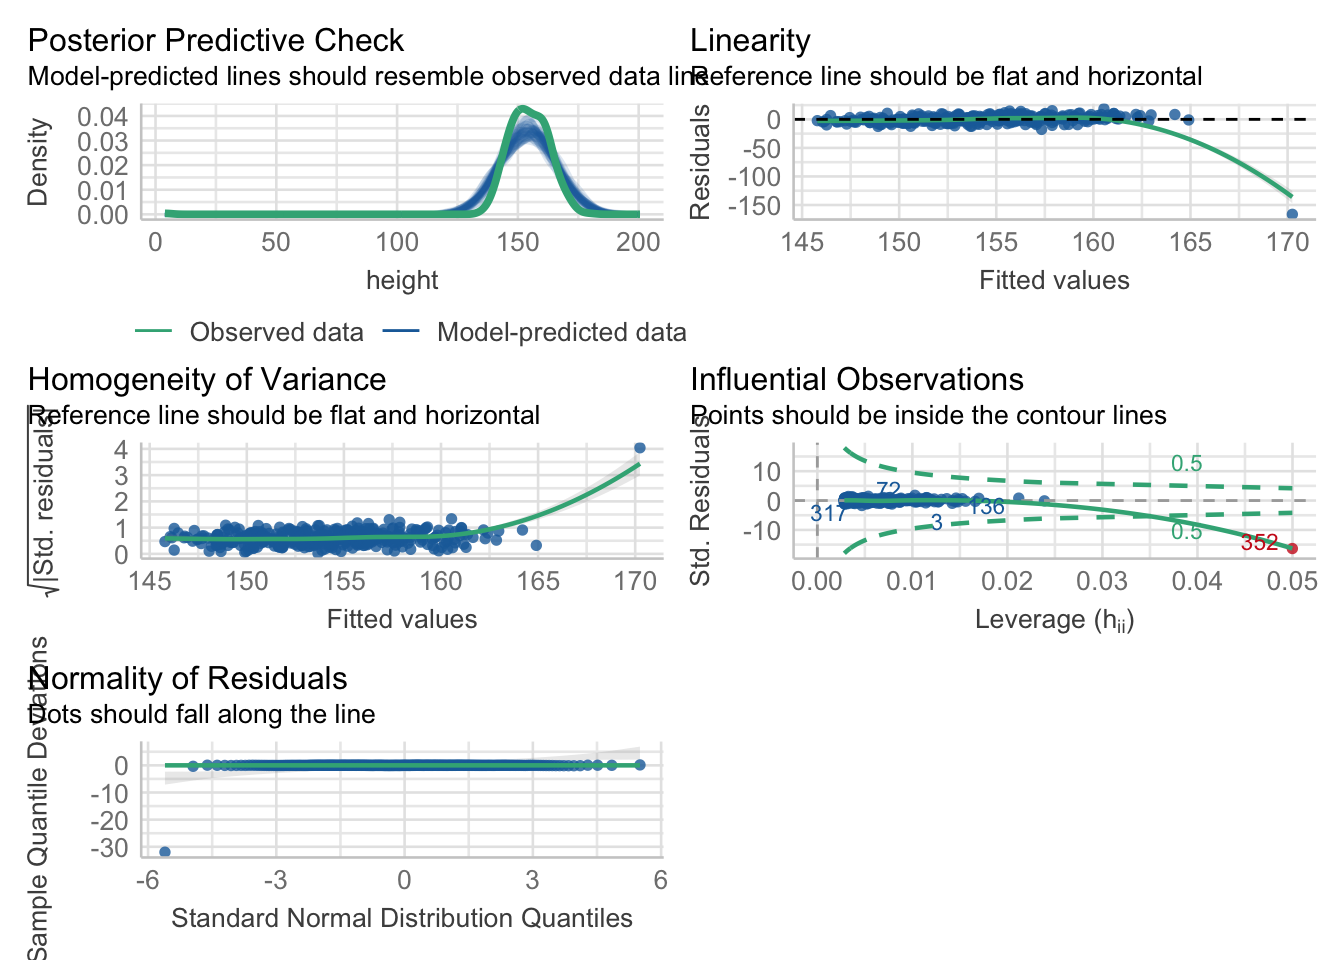 Posterior Predictive Check
Model-predicted lines should resemble observed data line
Density
0.04
0.03
0.02
0.01
0.00
0 50 100 150 200
height
Observed data Model-predicted data
Linearity
Reference line should be flat and horizontal
Residuals
0
-50
-100
-150
145 150 155 160 165 170
Fitted values
Homogeneity of Variance
Reference line should be flat and horizontal
√|Std. residuals|
4
3
2
1
0
145 150 155 160 165 170
Fitted values
Influential Observations
Points should be inside the contour lines
Std. Residuals
10
0
-10
0.5
72
317
136
3
0.5
352
0.00 0.01 0.02 0.03 0.04 0.05
Leverage (hii)
Normality of Residuals
Dots should fall along the line
Sample Quantile Deviations
0
-10
-20
-30
-6 -3 0 3 6
Standard Normal Distribution Quantiles